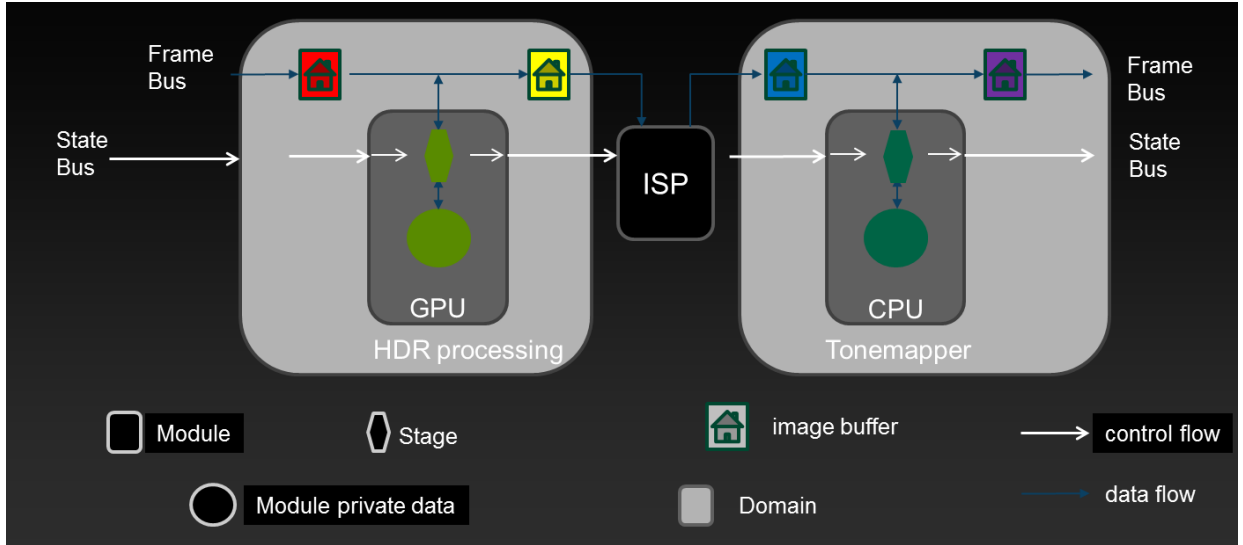 Frame
Bus
State
Bus
GPU
HDR processing
ISP
CPU
Tonemapper
Frame
Bus
State
Bus
Module
Stage
image buffer
control flow
Module private data
Domain
data flow